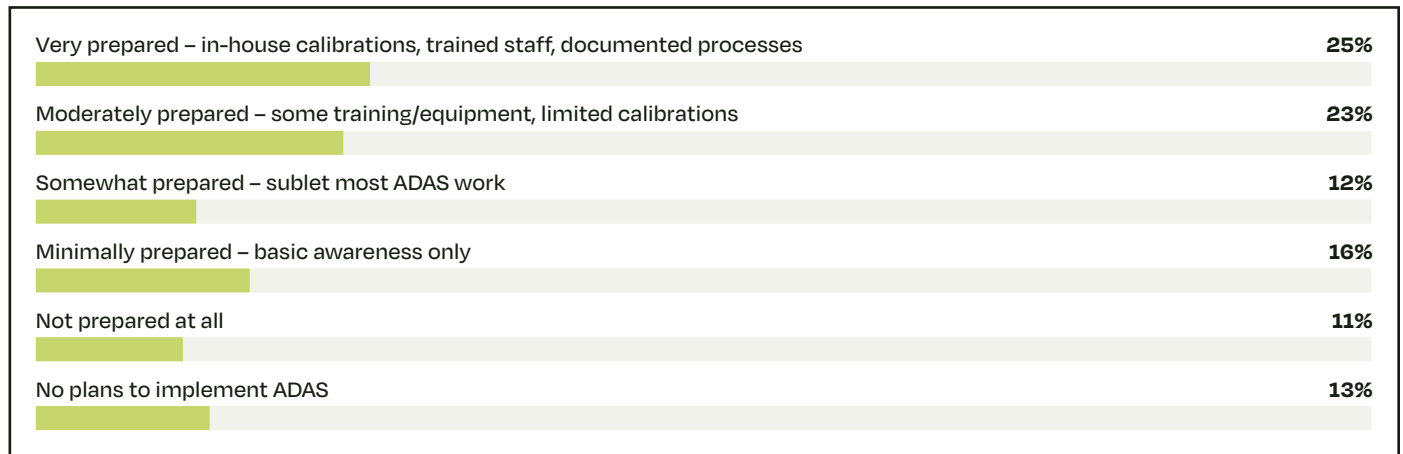 Very prepared – in-house calibrations, trained staff, documented processes 25%
Moderately prepared – some training/equipment, limited calibrations 23%
Somewhat prepared – sublet most ADAS work 12%
Minimally prepared – basic awareness only 16%
Not prepared at all 11%
No plans to implement ADAS 13%